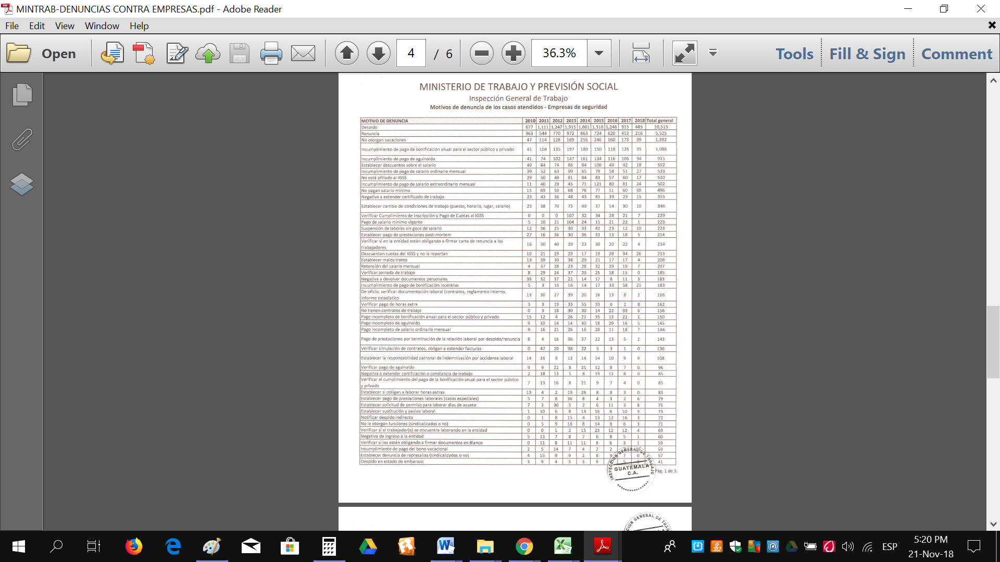 MINTRAB-DENUNCIAS CONTRA EMPRESAS.pdf - Adobe Reader
File Edit View Window Help
Open 4 / 6 36.3% Tools Fill & Sign Comment
MINISTERIO DE TRABAJO Y PREVISIÓN SOCIAL
Inspección General de Trabajo
Motivos de denuncia de los casos atendidos - Empresas de seguridad
MOTIVO DE DENUNCIA 2010 2011 2012 2013 2014 2015 2016 2017 2018 Total general
Despido 677 1,111 1,247 1,915 1,601 1,316 1,246 915 485 10,513
Renuncia 363 544 770 972 863 724 620 453 216 5,525
No otorgan vacaciones 47 114 128 169 216 246 160 173 39 1,292
Incumplimiento de pago de bonificación anual para el sector público y privado 41 104 135 197 180 150 118 126 35 1,086
Incumplimiento de pago de aguinaldo 41 74 102 147 161 134 116 106 34 915
Establecer descuentos sobre el salario 49 84 74 86 84 106 49 42 18 592
Incumplimiento de pago de salario ordinario mensual 39 52 63 99 65 79 58 51 27 533
No está afiliado al IGSS 29 50 49 81 84 83 57 60 17 510
Incumplimiento de pago de salario extraordinario mensual 11 40 29 45 71 121 80 81 24 502
No pagan salario mínimo 15 69 50 68 76 77 51 60 30 496
Negativa a extender certificado de trabajo 23 43 36 48 43 85 39 23 15 355
Establecer cambio de condiciones de trabajo (puesto, horario, lugar, salario) 23 38 70 75 49 37 14 30 10 346
Verificar Cumplimiento de Inscripción y Pago de Cuotas al IGSS 0 0 0 107 32 34 28 21 7 229
Pago de salario mínimo vigente 5 10 21 104 24 15 21 22 1 223
Suspensión de labores sin goce de salario 12 36 25 30 33 42 23 12 10 223
Establecer pago de prestaciones post-mortem 27 16 36 30 36 33 13 18 5 214
Verificar si en la entidad están obligando a firmar carta de renuncia a los
trabajadores 16 30 40 29 23 30 20 22 4 214
Descuentan cuotas del IGSS y no la reportan 10 21 29 29 17 19 28 34 26 213
Establecer malos tratos 13 39 30 38 29 21 17 17 4 208
Retención del salario mensual 4 37 28 23 28 32 29 19 7 207
Verificar jornada de trabajo 8 29 24 37 29 25 18 15 0 185
Negativa a devolver documentos personales 39 32 37 22 14 17 8 11 3 183
Incumplimiento de pago de bonificación incentivo 5 3 16 16 14 17 33 58 21 183
De oficio, verificar documentación laboral (contratos, reglamento interno,
informe estadístico 13 30 27 39 20 16 13 8 2 168
Verificar pago de horas extra 3 3 19 33 55 33 6 2 8 162
No tienen contratos de trabajo 0 3 18 30 30 14 22 33 6 156
Pago incompleto de bonificación anual para el sector público y privado 15 12 4 26 21 35 13 22 2 150
Pago incompleto de aguinaldo 9 10 14 14 30 18 29 16 5 145
Pago incompleto de salario ordinario mensual 9 16 21 26 16 20 11 18 7 144
Pago de prestaciones por terminación de la relación laboral por despido/renuncia 8 4 16 36 37 22 13 5 2 143
Verificar simulación de contratos, obligan a extender facturas 0 47 20 38 22 5 3 1 0 136
Establecer la responsabilidad patronal de indemnización por accidente laboral 14 16 9 13 14 14 10 9 9 108
Verificar pago de aguinaldo 9 9 22 8 21 12 8 7 0 96
Negativa a extender certificación o constancia de trabajo 2 18 13 5 8 19 12 8 0 85
Verificar el cumplimiento del pago de la bonificación anual para el sector público
y privado 7 13 16 8 21 9 7 4 0 85
Establecer si obligan a laborar horas extras 13 4 2 19 26 8 8 3 0 83
Establecer pago de prestaciones laborales (casos especiales) 5 7 8 36 8 4 3 2 6 79
Establecer solicitud de permiso para laborar días de asueto 7 3 30 5 2 6 11 3 8 75
Establecer sustitución y pasivo laboral 1 10 6 8 13 16 6 10 3 73
Notificar despido indirecto 0 1 8 15 4 13 12 16 3 72
No le otorgan funciones (sindicalizados o no) 0 5 9 18 8 14 8 6 3 71
Verificar si el trabajador(a) se encuentra laborando en la entidad 0 0 1 2 15 23 12 12 4 69
Negativa de ingreso a la entidad 5 13 7 8 7 6 8 5 1 60
Verificar si los están obligando a firmar documentos en Blanco 0 11 8 11 11 8 6 3 1 59
Incumplimiento de pago del bono vacacional 2 5 14 7 4 2 2 59
Establecer denuncia de represalias (sindicalizados o no) 4 15 9 9 2 8 3 7 0 57
Despido en estado de embarazo 3 9 4 5 3 9 5 41
INSPECCION GENERAL DE TRABAJO
GUATEMALA
C.A.
Pág. 1 de 3.
GENERAL DE
ESP
5:20 PM
21-Nov-18